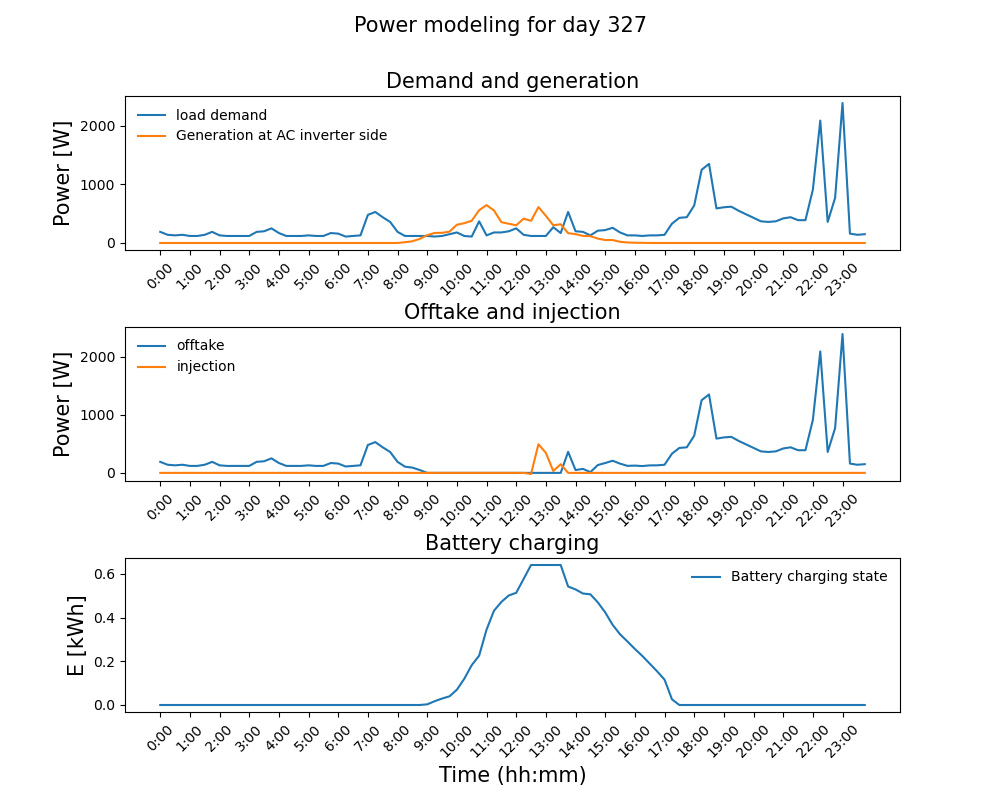 Power modeling for day 327
Demand and generation
load demand
Generation at AC inverter side
Power [W]
2000
1000
0
0:00 1:00 2:00 3:00 4:00 5:00 6:00 7:00 8:00 9:00 10:00 11:00 12:00 13:00 14:00 15:00 16:00 17:00 18:00 19:00 20:00 21:00 22:00 23:00
Offtake and injection
offtake
injection
Power [W]
2000
1000
0
0:00 1:00 2:00 3:00 4:00 5:00 6:00 7:00 8:00 9:00 10:00 11:00 12:00 13:00 14:00 15:00 16:00 17:00 18:00 19:00 20:00 21:00 22:00 23:00
Battery charging
Battery charging state
E [kWh]
0.6
0.4
0.2
0.0
0:00 1:00 2:00 3:00 4:00 5:00 6:00 7:00 8:00 9:00 10:00 11:00 12:00 13:00 14:00 15:00 16:00 17:00 18:00 19:00 20:00 21:00 22:00 23:00
Time (hh:mm)